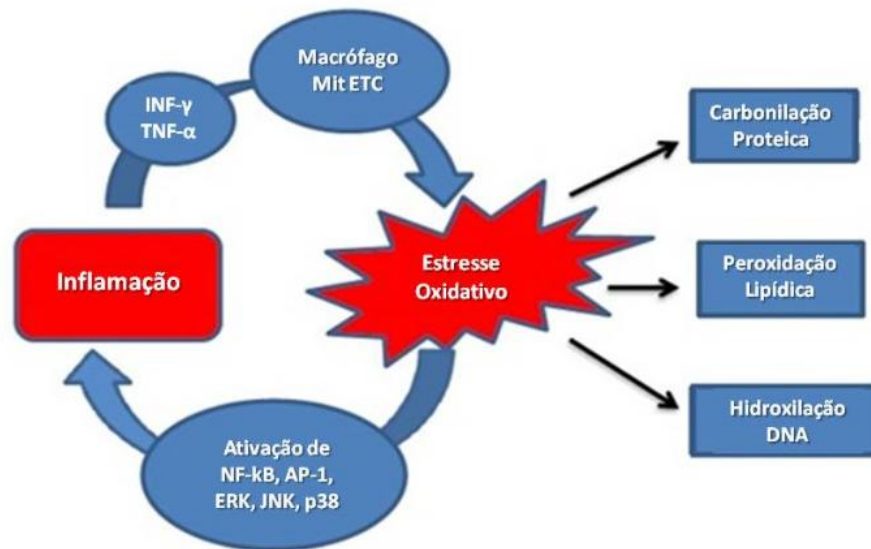 Macrófago
Mit ETC
INF-γ
TNF-α
Carbonilação
Proteica
Inflamação
Estresse
Oxidativo
Peroxidação
Lipídica
Ativação de
NF-kB, AP-1,
ERK, JNK, p38
Hidroxilação
DNA